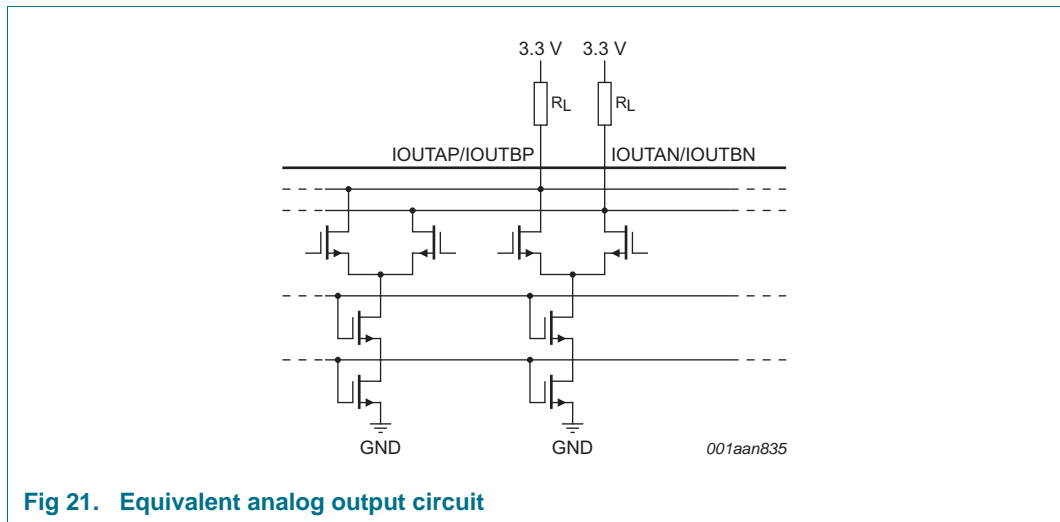 3.3 V 3.3 V
RL RL
IOUTAP/IOUTBP IOUTAN/IOUTBN
GND GND
001aan835
Fig 21. Equivalent analog output circuit